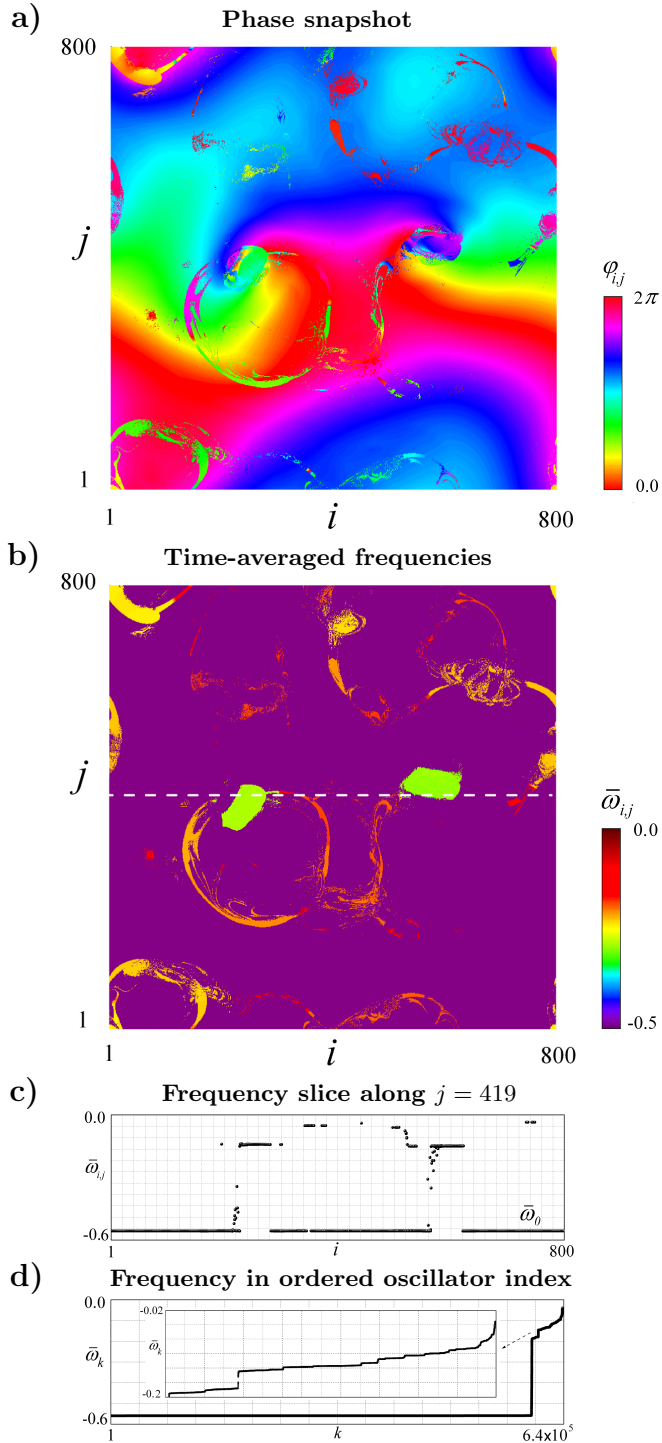 a) Phase snapshot
800
j
φi,j
2π
0.0
1
1 i 800
b) Time-averaged frequencies
800
j
ω̄i,j
0.0
-0.5
1
1 i 800
c) Frequency slice along j = 419
0.0
ω̄i,j
ω̄0
-0.6
1 i 800
d) Frequency in ordered oscillator index
0.0
-0.02
ω̄k
ω̄k
-0.2
-0.6
1 k 6.4x10⁵